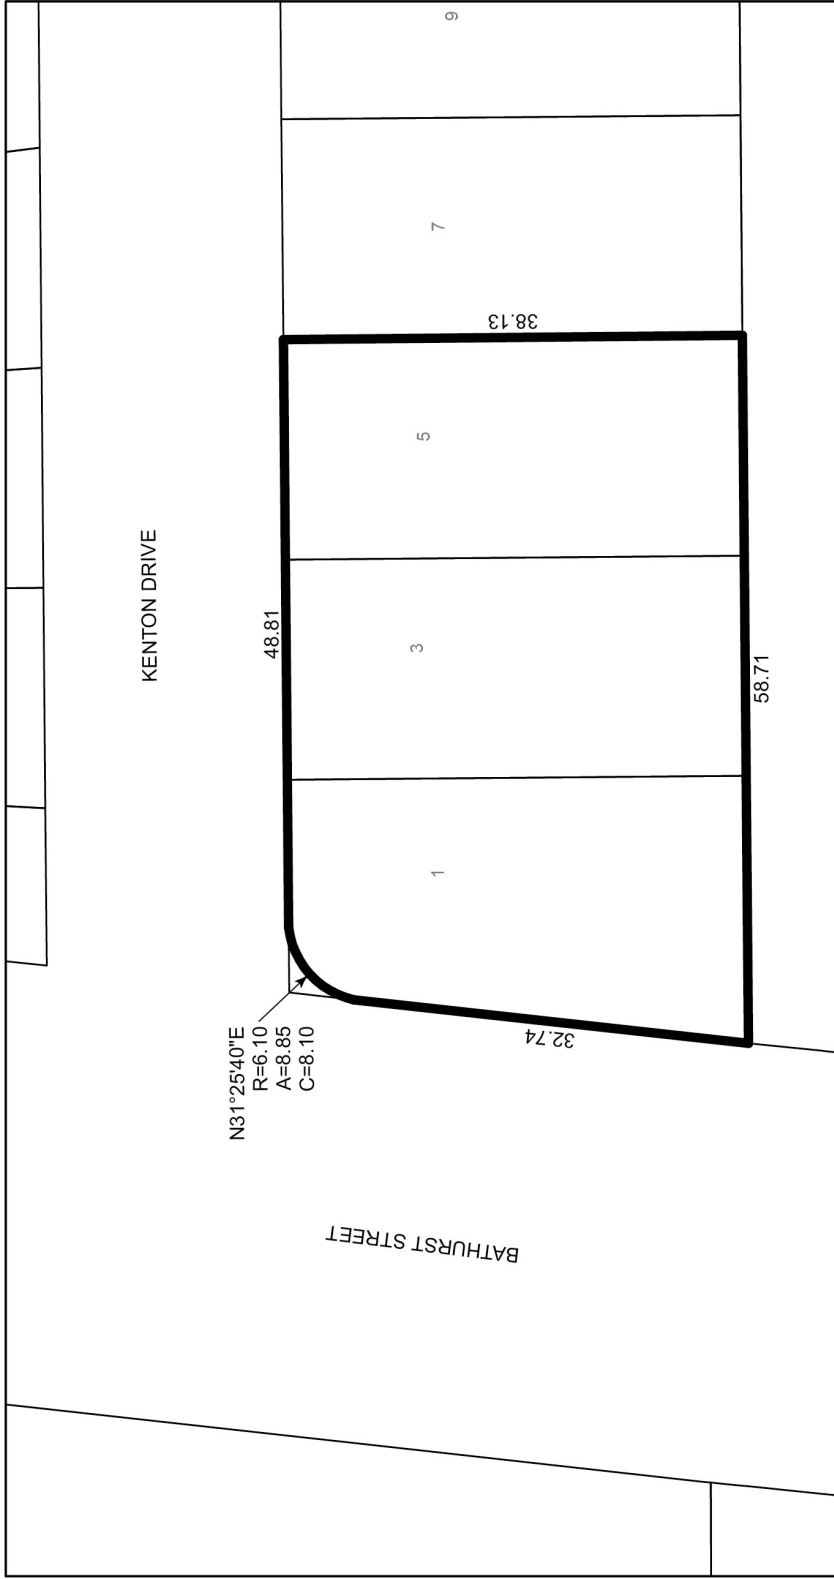 KENTON DRIVE
48.81
N31°25'40"E
R=6.10
A=8.85
C=8.10
1
3
5
7
9
38.13
32.74
58.71
BATHURST STREET